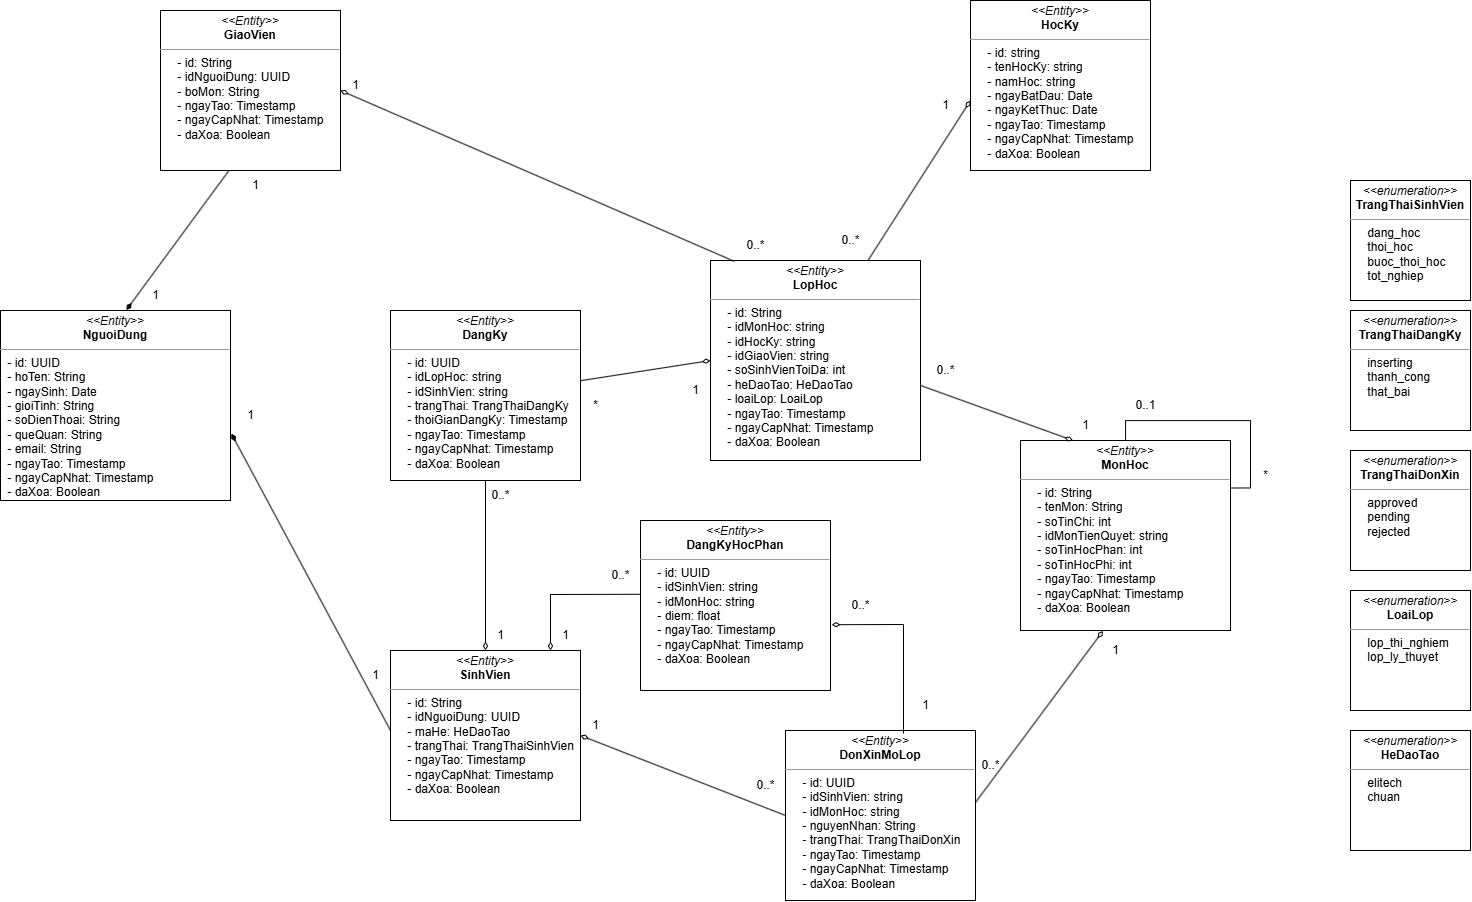 <<Entity>>
GiaoVien
- id: String
- idNguoiDung: UUID
- boMon: String
- ngayTao: Timestamp
- ngayCapNhat: Timestamp
- daXoa: Boolean
1
1
<<Entity>>
HocKy
- id: string
- tenHocKy: string
- namHoc: string
- ngayBatDau: Date
- ngayKetThuc: Date
- ngayTao: Timestamp
- ngayCapNhat: Timestamp
- daXoa: Boolean
1
0..*
0..*
1
<<Entity>>
NguoiDung
- id: UUID
- hoTen: String
- ngaySinh: Date
- gioiTinh: String
- soDienThoai: String
- queQuan: String
- email: String
- ngayTao: Timestamp
- ngayCapNhat: Timestamp
- daXoa: Boolean
1
1
<<Entity>>
DangKy
- id: UUID
- idLopHoc: string
- idSinhVien: string
- trangThai: TrangThaiDangKy
- thoiGianDangKy: Timestamp
- ngayTao: Timestamp
- ngayCapNhat: Timestamp
- daXoa: Boolean
*
1
0..*
1
<<Entity>>
LopHoc
- id: String
- idMonHoc: string
- idHocKy: string
- idGiaoVien: string
- soSinhVienToiDa: int
- heDaoTao: HeDaoTao
- loaiLop: LoaiLop
- ngayTao: Timestamp
- ngayCapNhat: Timestamp
- daXoa: Boolean
0..*
1
0..1
*
<<Entity>>
MonHoc
- id: String
- tenMon: String
- soTinChi: int
- idMonTienQuyet: string
- soTinHocPhan: int
- soTinHocPhi: int
- ngayTao: Timestamp
- ngayCapNhat: Timestamp
- daXoa: Boolean
1
0..*
<<Entity>>
DangKyHocPhan
- id: UUID
- idSinhVien: string
- idMonHoc: string
- diem: float
- ngayTao: Timestamp
- ngayCapNhat: Timestamp
- daXoa: Boolean
0..*
1
0..*
1
<<Entity>>
SinhVien
- id: String
- idNguoiDung: UUID
- maHe: HeDaoTao
- trangThai: TrangThaiSinhVien
- ngayTao: Timestamp
- ngayCapNhat: Timestamp
- daXoa: Boolean
1
0..*
<<Entity>>
DonXinMoLop
- id: UUID
- idSinhVien: string
- idMonHoc: string
- nguyenNhan: String
- trangThai: TrangThaiDonXin
- ngayTao: Timestamp
- ngayCapNhat: Timestamp
- daXoa: Boolean
<<enumeration>>
TrangThaiSinhVien
dang_hoc
thoi_hoc
buoc_thoi_hoc
tot_nghiep
<<enumeration>>
TrangThaiDangKy
inserting
thanh_cong
that_bai
<<enumeration>>
TrangThaiDonXin
approved
pending
rejected
<<enumeration>>
LoaiLop
lop_thi_nghiem
lop_ly_thuyet
<<enumeration>>
HeDaoTao
elitech
chuan